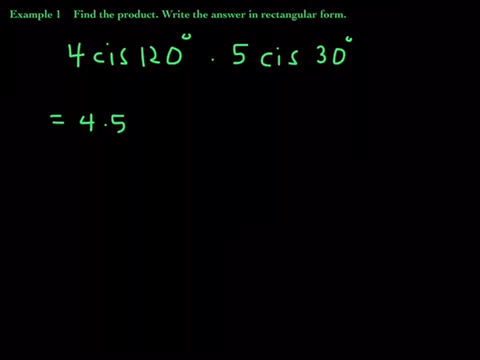 Example 1 Find the product. Write the answer in rectangular form.
4 cis 120° · 5 cis 30°
= 4 · 5